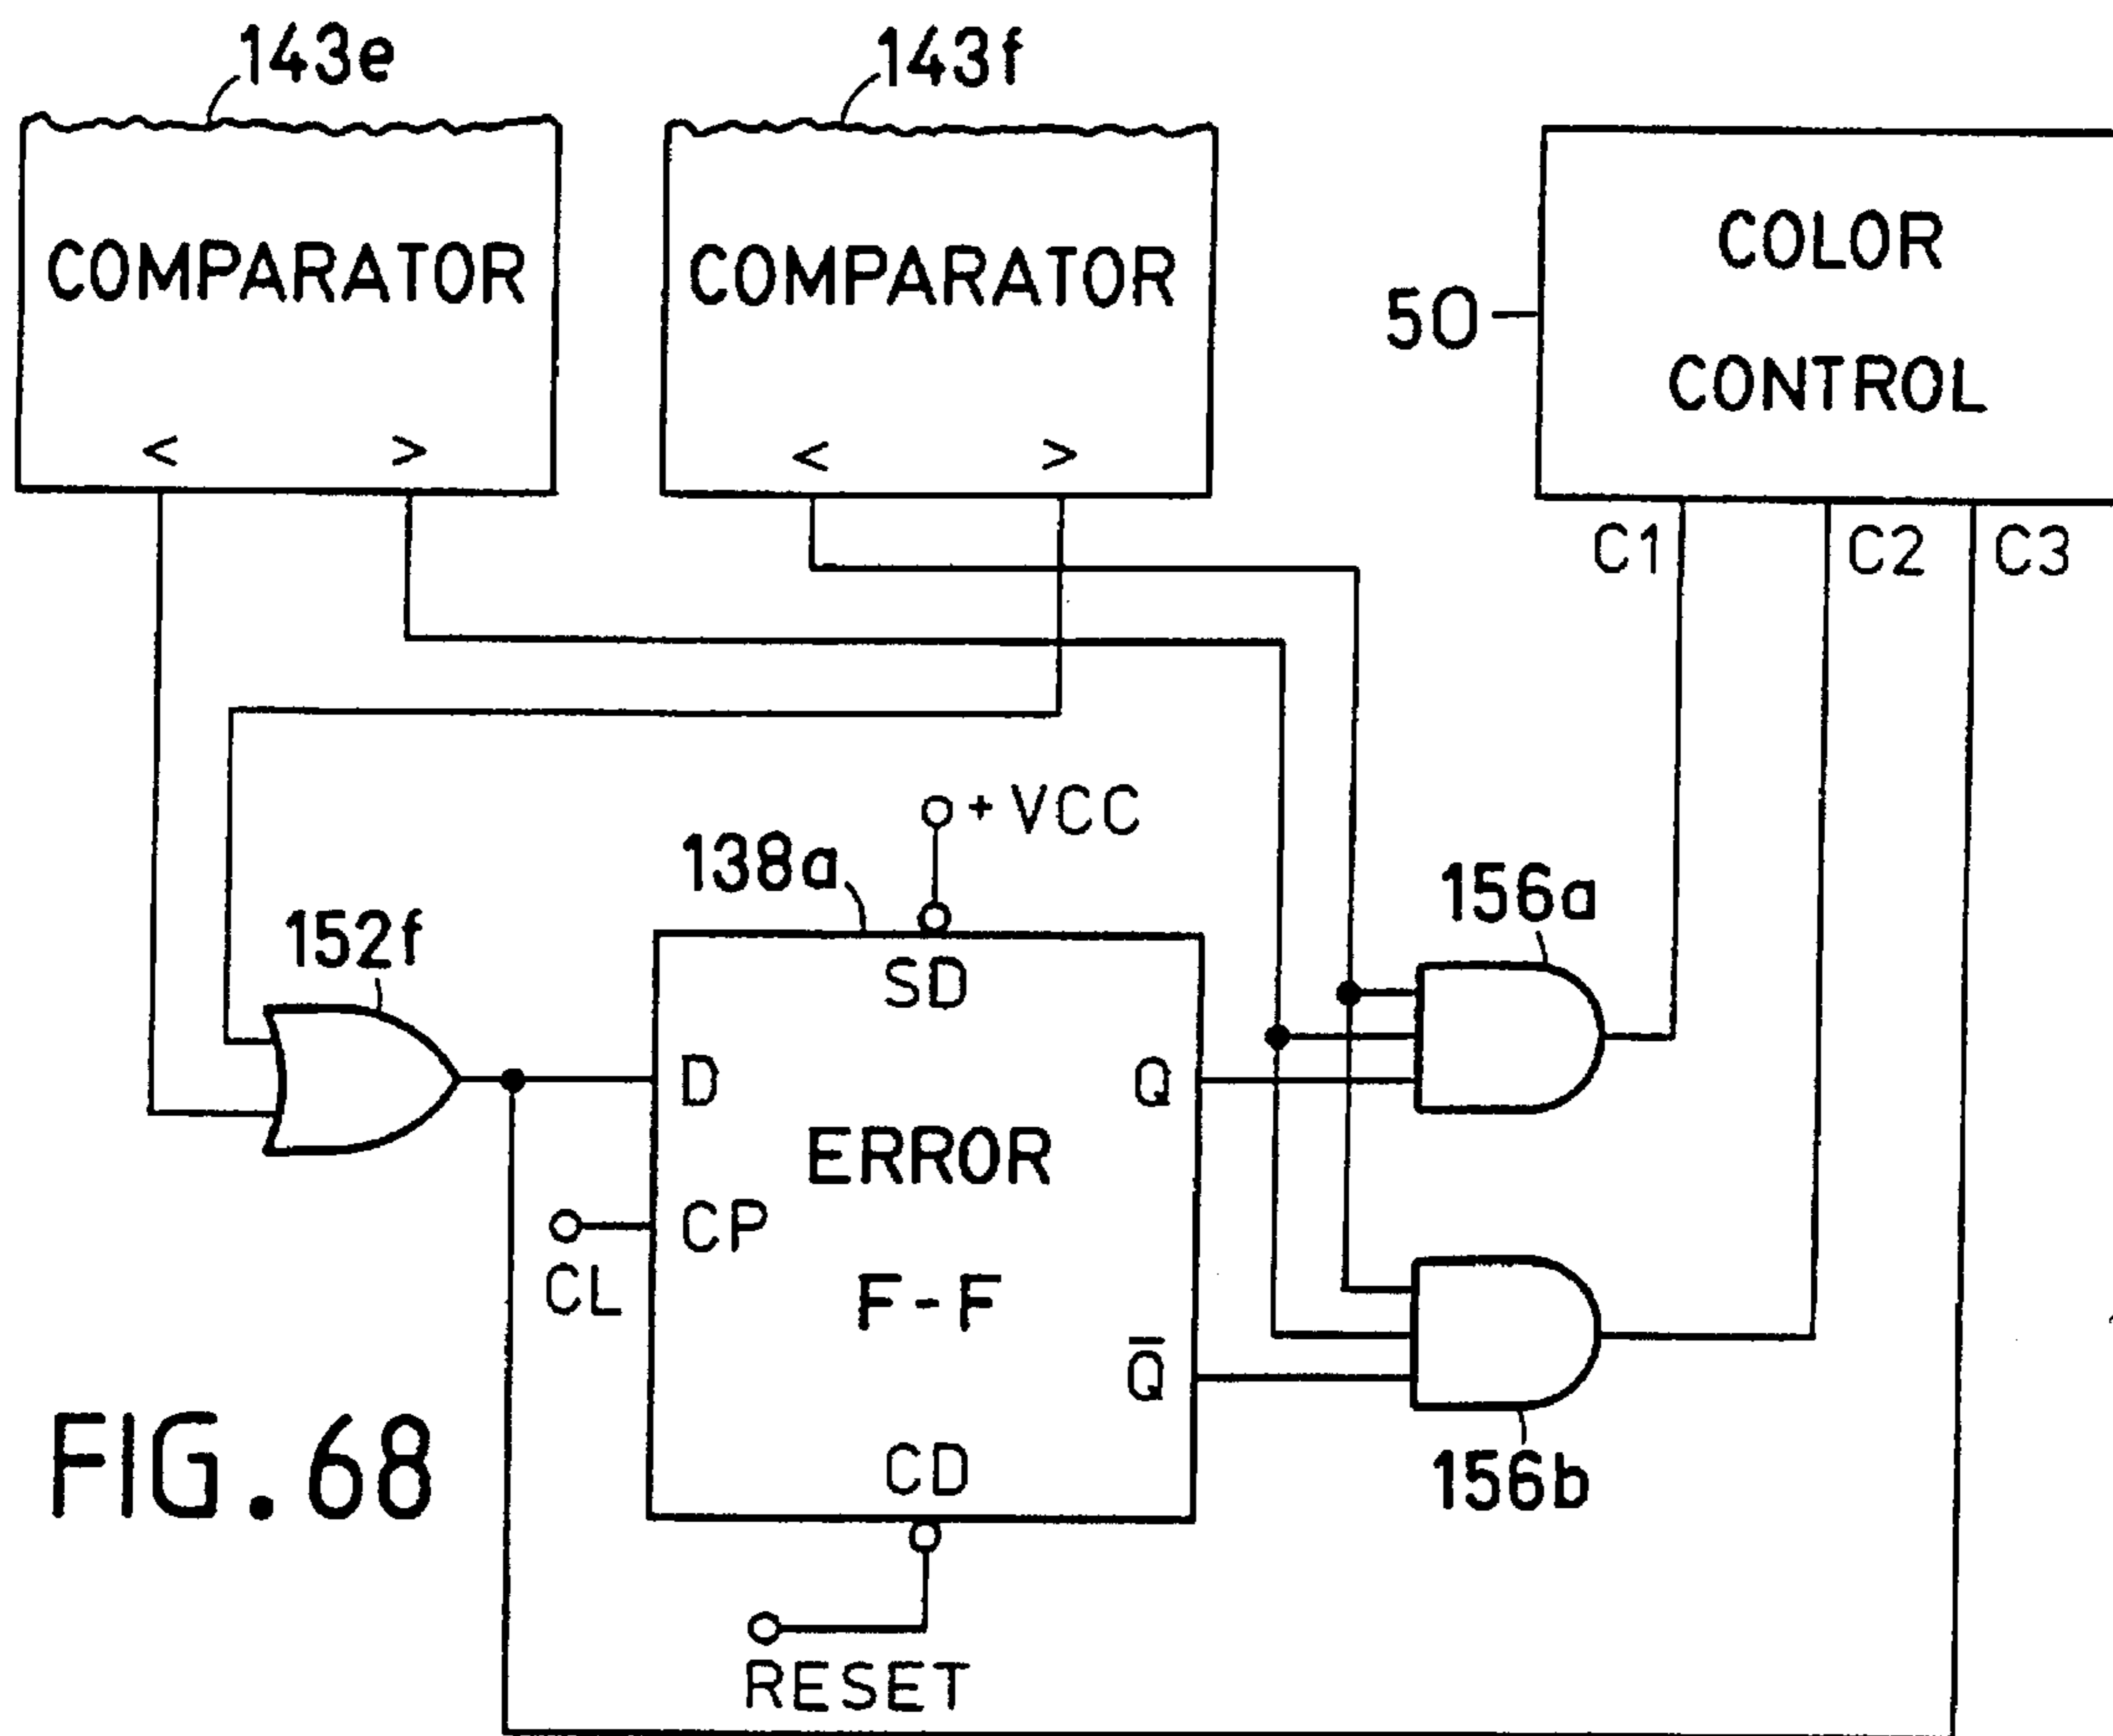 143e
143f
COMPARATOR
< >
COMPARATOR
< >
COLOR
CONTROL
50
C1
C2
C3
+ VCC
138a
152f
156a
SD
D
Q
ERROR
CP
CL
F-F
Q̅
CD
156b
RESET
FIG. 68